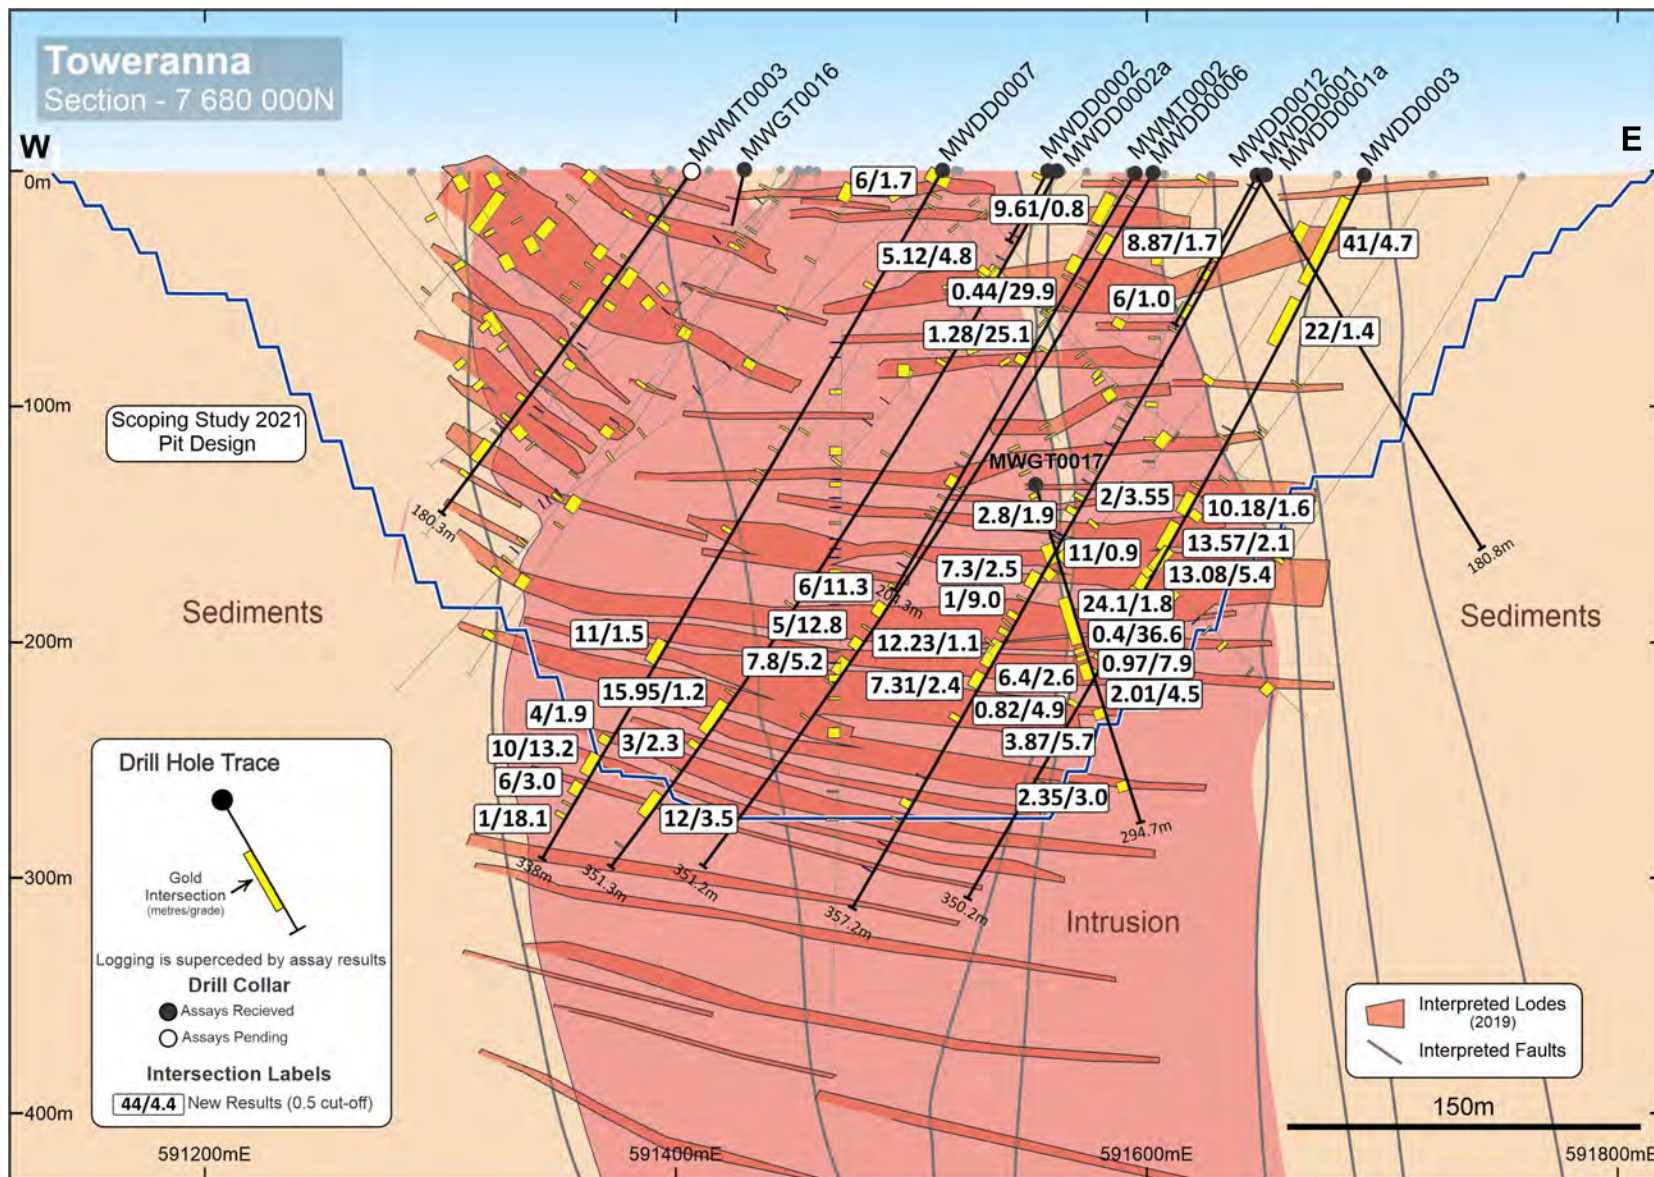 Toweranna
Section - 7 680 000N
W
E
MWMT0003
MWGT0016
MWDD0007
MWDD0002
MWDD0002a
MWMT0002
MWDD0006
MWDD0012
MWDD0001
MWDD0001a
MWDD0003
0m
6/1.7
9.61/0.8
8.87/1.7
41/4.7
5.12/4.8
0.44/29.9
6/1.0
1.28/25.1
22/1.4
100m
Scoping Study 2021
Pit Design
MWGT0017
2/3.55
10.18/1.6
2.8/1.9
180.3m
13.57/2.1
11/0.9
180.8m
7.3/2.5
13.08/5.4
6/11.3
204.3m
1/9.0
24.1/1.8
Sediments
Sediments
5/12.8
11/1.5
0.4/36.6
200m
12.23/1.1
7.8/5.2
0.97/7.9
6.4/2.6
7.31/2.4
15.95/1.2
2.01/4.5
4/1.9
0.82/4.9
3/2.3
3.87/5.7
10/13.2
6/3.0
2.35/3.0
1/18.1
12/3.5
294.7m
338m
351.3m
351.2m
300m
357.2m
350.2m
Intrusion
Drill Hole Trace
Gold
Intersection
(metres/grade)
Logging is superceded by assay results
Drill Collar
Assays Recieved
Assays Pending
Intersection Labels
44/4.4 New Results (0.5 cut-off)
Interpreted Lodes
(2019)
Interpreted Faults
400m
150m
591200mE
591400mE
591600mE
591800mE